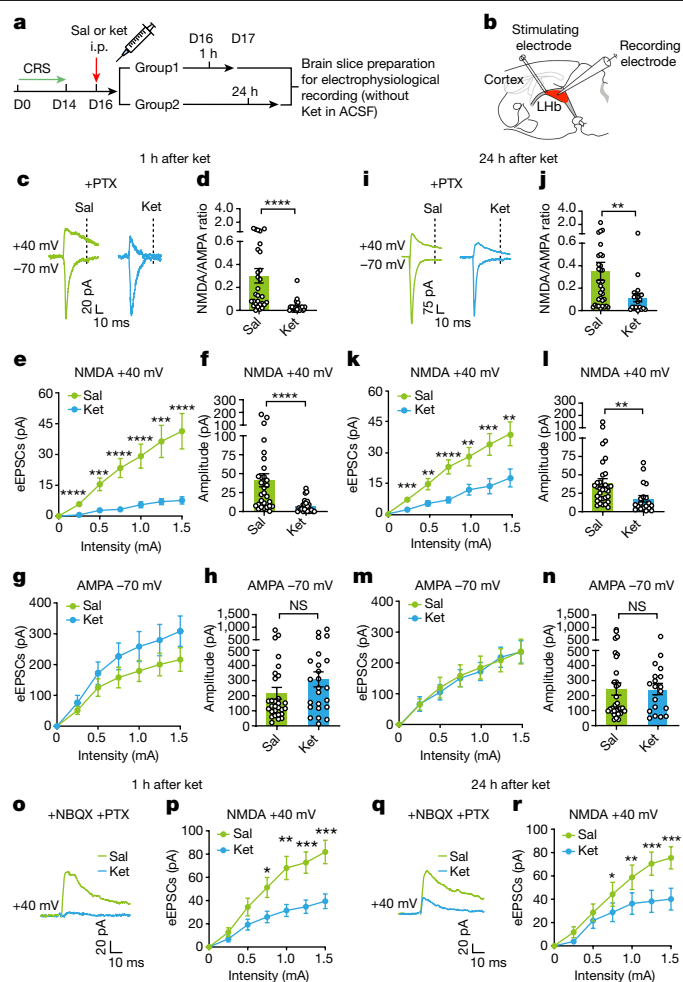 a
Sal or ket
i.p.
CRS
D0
D14
D16
Group1
Group2
D16
D17
1 h
24 h
Brain slice preparation
for electrophysiological
recording (without
Ket in ACSF)
b
Stimulating
electrode
Recording
electrode
Cortex
LHb
1 h after ket
24 h after ket
c
+PTX
Sal
Ket
+40 mV
−70 mV
20 pA
10 ms
d
NMDA/AMPA ratio
4.0
2.0
0.6
0.4
0.2
0
****
Sal
Ket
i
+PTX
Sal
Ket
+40 mV
−70 mV
75 pA
10 ms
j
NMDA/AMPA ratio
4.0
2.0
0.6
0.4
0.2
0
**
Sal
Ket
e
NMDA +40 mV
Sal
Ket
eEPSCs (pA)
60
45
30
15
0
**** *** **** **** *** ****
0 0.5 1.0 1.5
Intensity (mA)
f
NMDA +40 mV
Amplitude (pA)
300
200
100
75
50
25
0
****
Sal
Ket
k
NMDA +40 mV
Sal
Ket
eEPSCs (pA)
60
40
20
0
*** ** **** ** *** **
0 0.5 1.0 1.5
Intensity (mA)
l
NMDA +40 mV
Amplitude (pA)
300
200
100
75
50
25
0
**
Sal
Ket
g
AMPA −70 mV
Sal
Ket
eEPSCs (pA)
400
300
200
100
0
0 0.5 1.0 1.5
Intensity (mA)
h
AMPA −70 mV
Amplitude (pA)
1,500
1,000
500
400
300
200
100
0
NS
Sal
Ket
m
AMPA −70 mV
Sal
Ket
eEPSCs (pA)
400
300
200
100
0
0 0.5 1.0 1.5
Intensity (mA)
n
AMPA −70 mV
Amplitude (pA)
1,500
1,000
500
400
300
200
100
0
NS
Sal
Ket
1 h after ket
24 h after ket
o
+NBQX +PTX
Sal
Ket
+40 mV
20 pA
10 ms
p
NMDA +40 mV
Sal
Ket
eEPSCs (pA)
100
80
60
40
20
0
* ** *** ***
0 0.5 1.0 1.5
Intensity (mA)
q
+NBQX +PTX
Sal
Ket
+40 mV
20 pA
10 ms
r
NMDA +40 mV
Sal
Ket
eEPSCs (pA)
100
80
60
40
20
0
* ** *** ***
0 0.5 1.0 1.5
Intensity (mA)